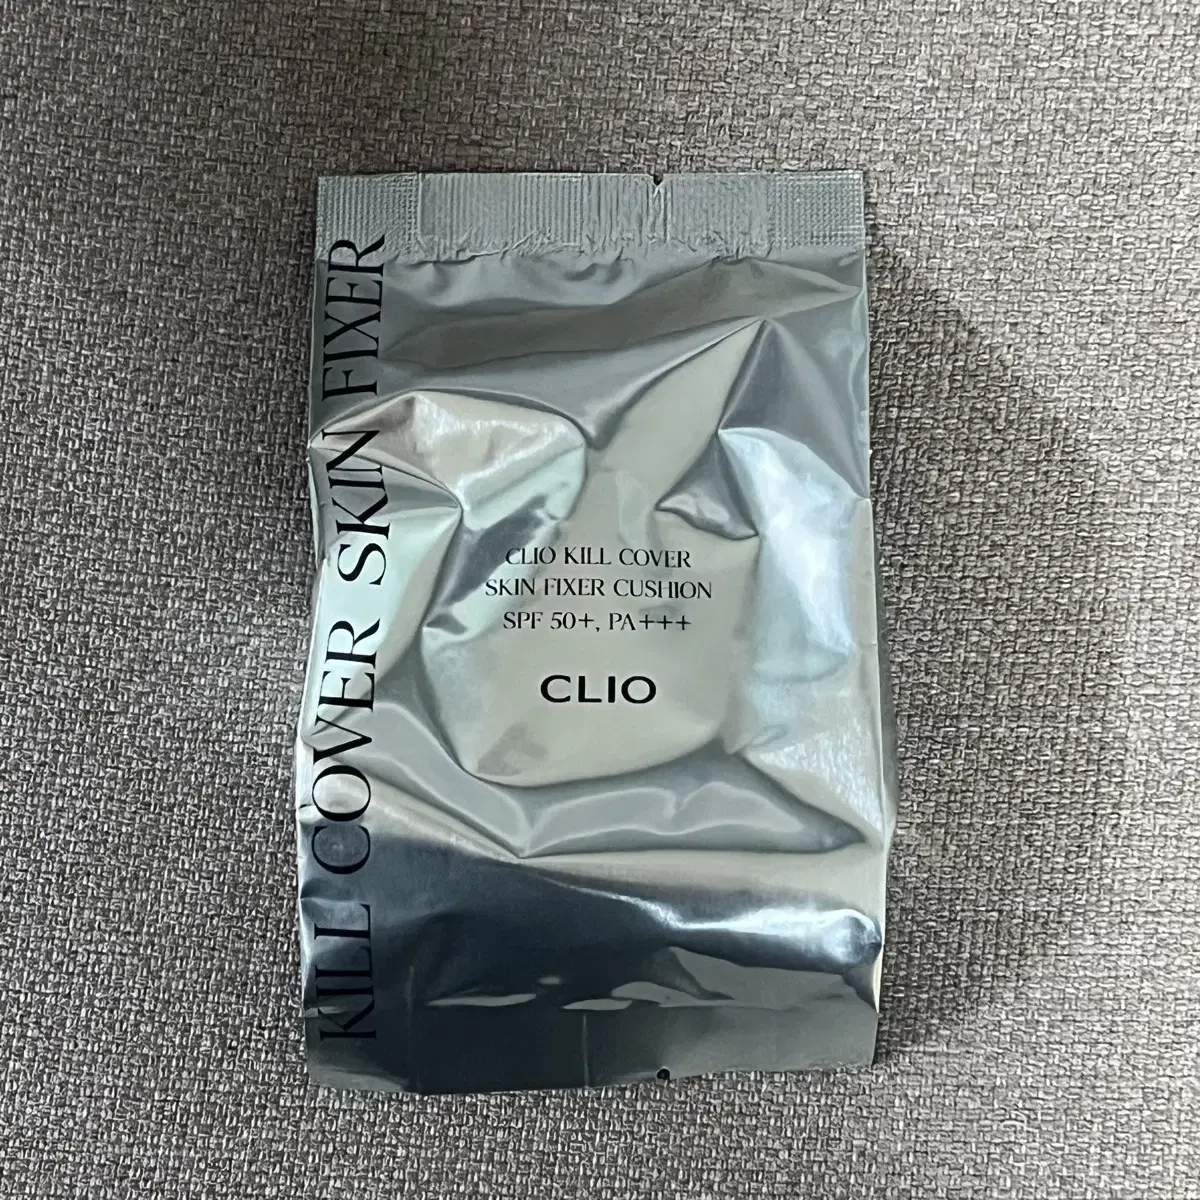 KILL COVER SKIN FIXER
CLIO KILL COVER
SKIN FIXER CUSHION
SPF 50+, PA+++
CLIO